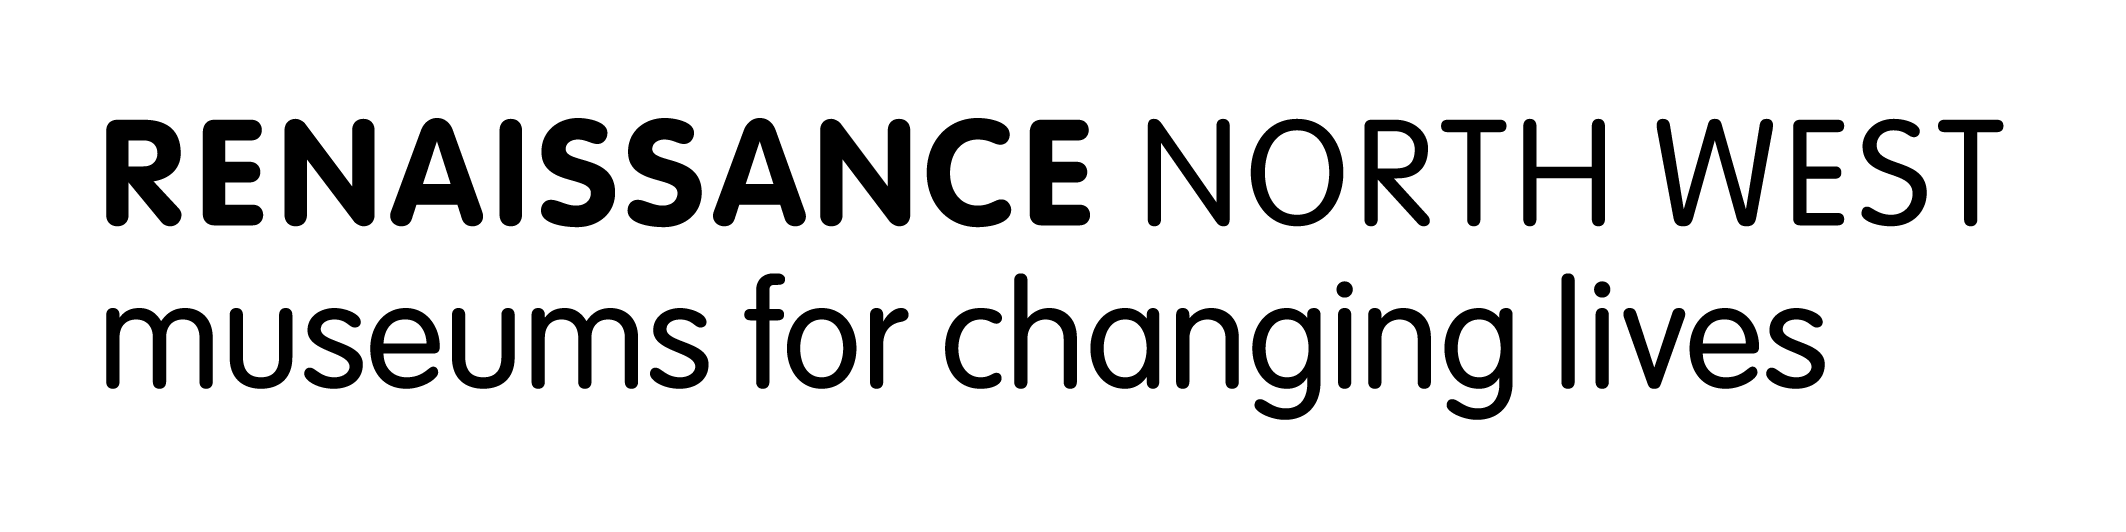 RENAISSANCE NORTH WEST
museums for changing lives